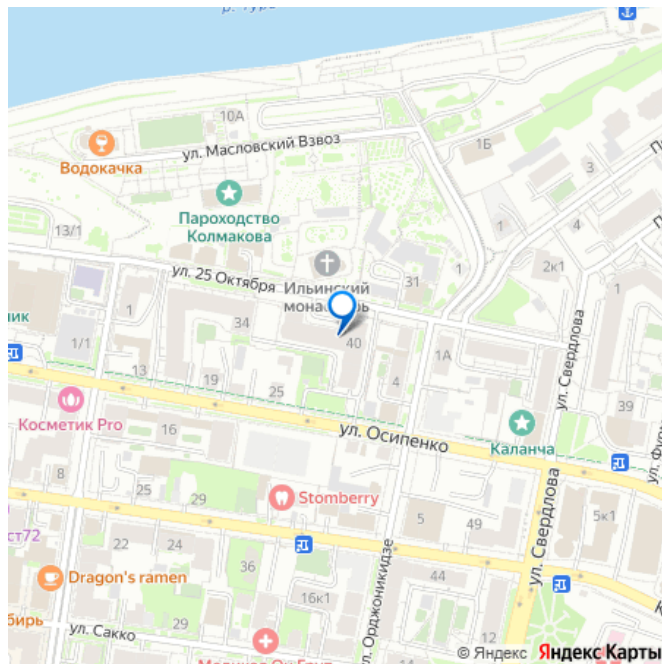 р. Тура
10А
ул. Масловский Взвоз
Водокачка
1Б
3
Пароходство
Колмакова
1
4
13/1
2к1
Ильинский
монастырь
31
1
ул. 25 Октября
1
1
34
40
1/1
1А
13
19
25
4
ул. Свердлова
39
Косметик Pro
16
ул. Осипенко
Каланча
8
25
29
Stomberry
5
49
5к1
ст72
22
24
29
36
44
ул. Свердлова
ул. Орджоникидзе
Dragon's ramen
16к1
ул. Сакко
12
© Яндекс
Яндекс Карты